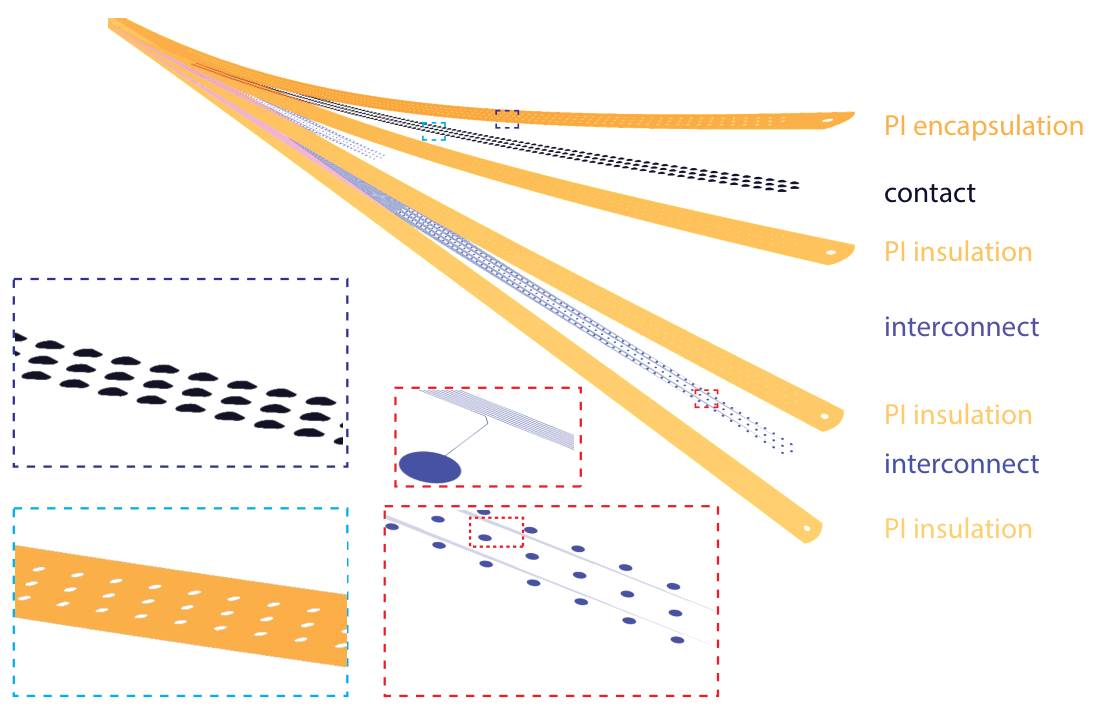 PI encapsulation
contact
PI insulation
interconnect
PI insulation
interconnect
PI insulation